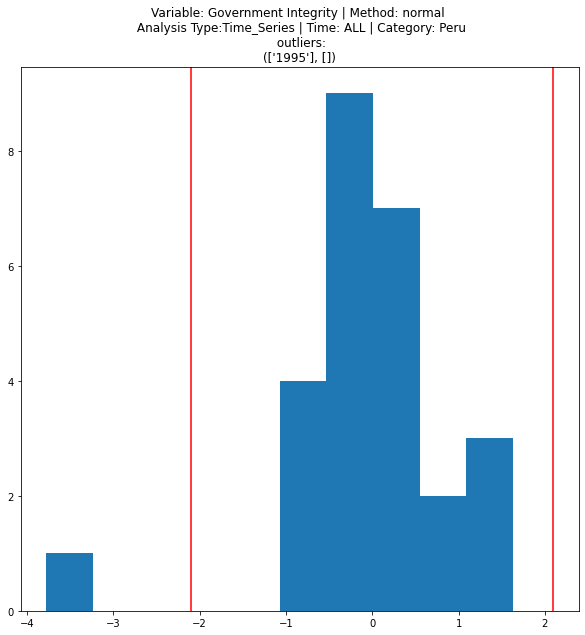 Variable: Government Integrity | Method: normal
Analysis Type:Time_Series | Time: ALL | Category: Peru
outliers:
(['1995'], [])
8
6
4
2
0
−4 −3 −2 −1 0 1 2